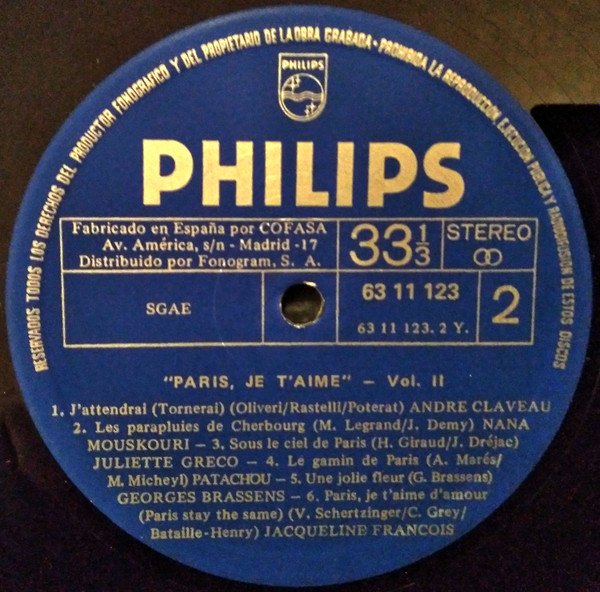 RESERVADOS TODOS LOS DERECHOS DEL PRODUCTOR FONOGRAFICO Y DEL PROPIETARIO DE LA OBRA GRABADA - PROHIBIDA LA REPRODUCCION, EJECUCION PUBLICA Y RADIODIFUSION DE ESTOS DISCOS
PHILIPS
PHILIPS
Fabricado en España por COFASA
Av. América, s/n - Madrid -17
Distribuido por Fonogram, S. A.
33 1/3
STEREO
SGAE
63 11 123
63 11 123. 2 Y.
2
"PARIS, JE T'AIME" – Vol. II
1. J'attendrai (Tornerai) (Oliveri/Rastelli/Poterat) ANDRE CLAVEAU
2. Les parapluies de Cherbourg (M. Legrand/J. Demy) NANA
MOUSKOURI – 3. Sous le ciel de Paris (H. Giraud/J. Dréjac)
JULIETTE GRECO – 4. Le gamin de Paris (A. Marés/
M. Micheyl) PATACHOU – 5. Une jolie fleur (G. Brassens)
GEORGES BRASSENS – 6. Paris, je t'aime d'amour
(Paris stay the same) (V. Schertzinger/C. Grey/
Bataille-Henry) JACQUELINE FRANCOIS